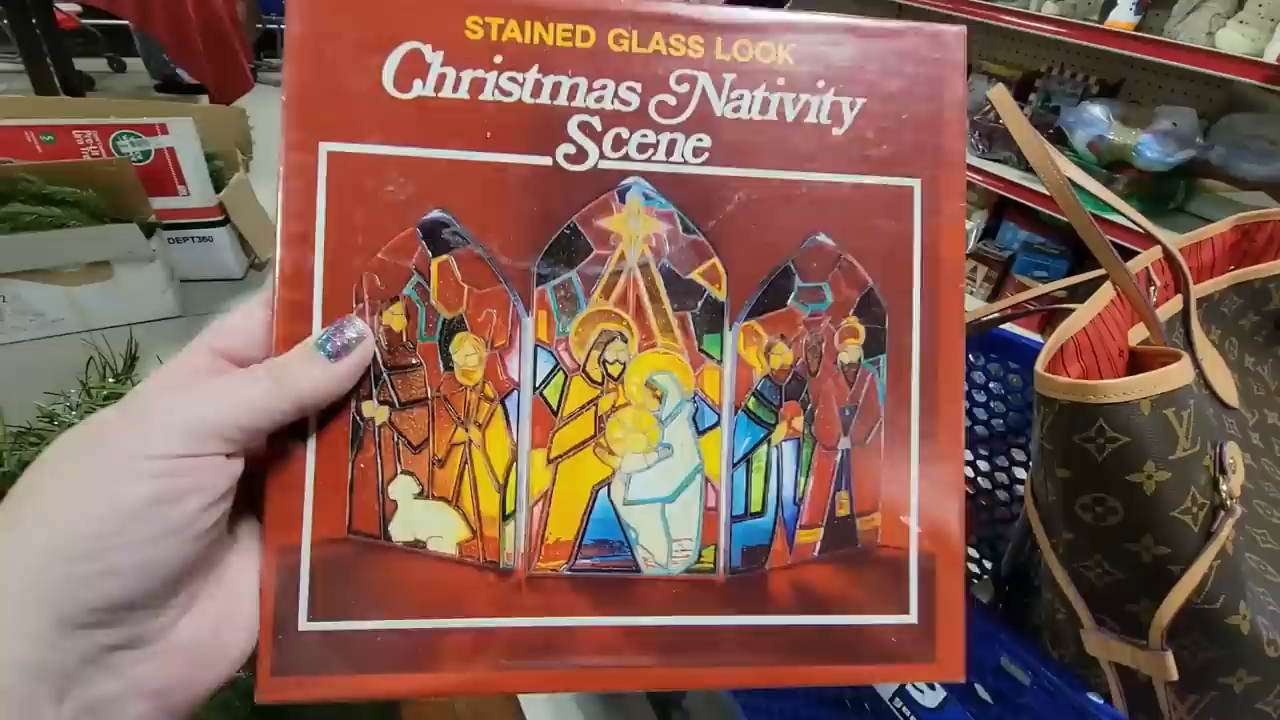 STAINED GLASS LOOK
Christmas Nativity
Scene
DEPT360
LV